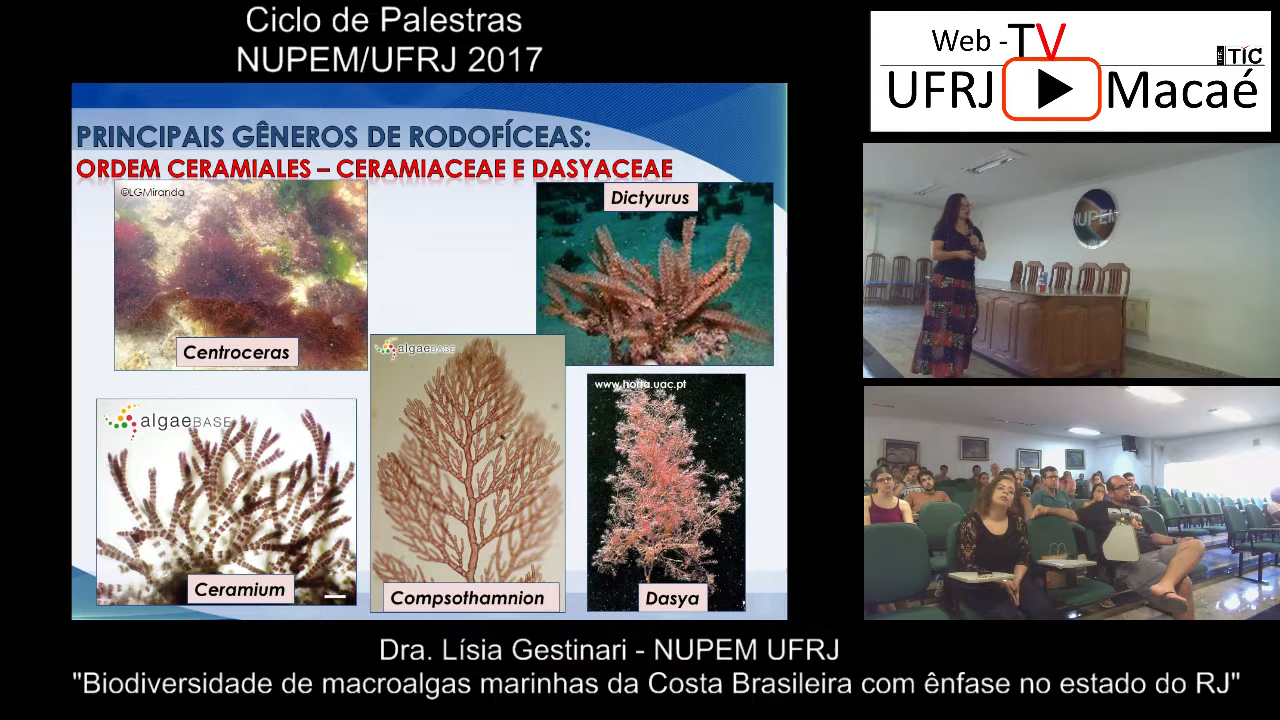 Ciclo de Palestras
NUPEM/UFRJ 2017
Web -TV
UFRJ Macaé
TIC
PRINCIPAIS GÊNEROS DE RODOFÍCEAS:
ORDEM CERAMIALES – CERAMIACEAE E DASYACEAE
©LGMiranda
Centroceras
Dictyurus
algaeBASE
Ceramium
algaeBASE
Compsothamnion
www.horta.uac.pt
Dasya
NUPEM
Dra. Lísia Gestinari - NUPEM UFRJ
"Biodiversidade de macroalgas marinhas da Costa Brasileira com ênfase no estado do RJ"